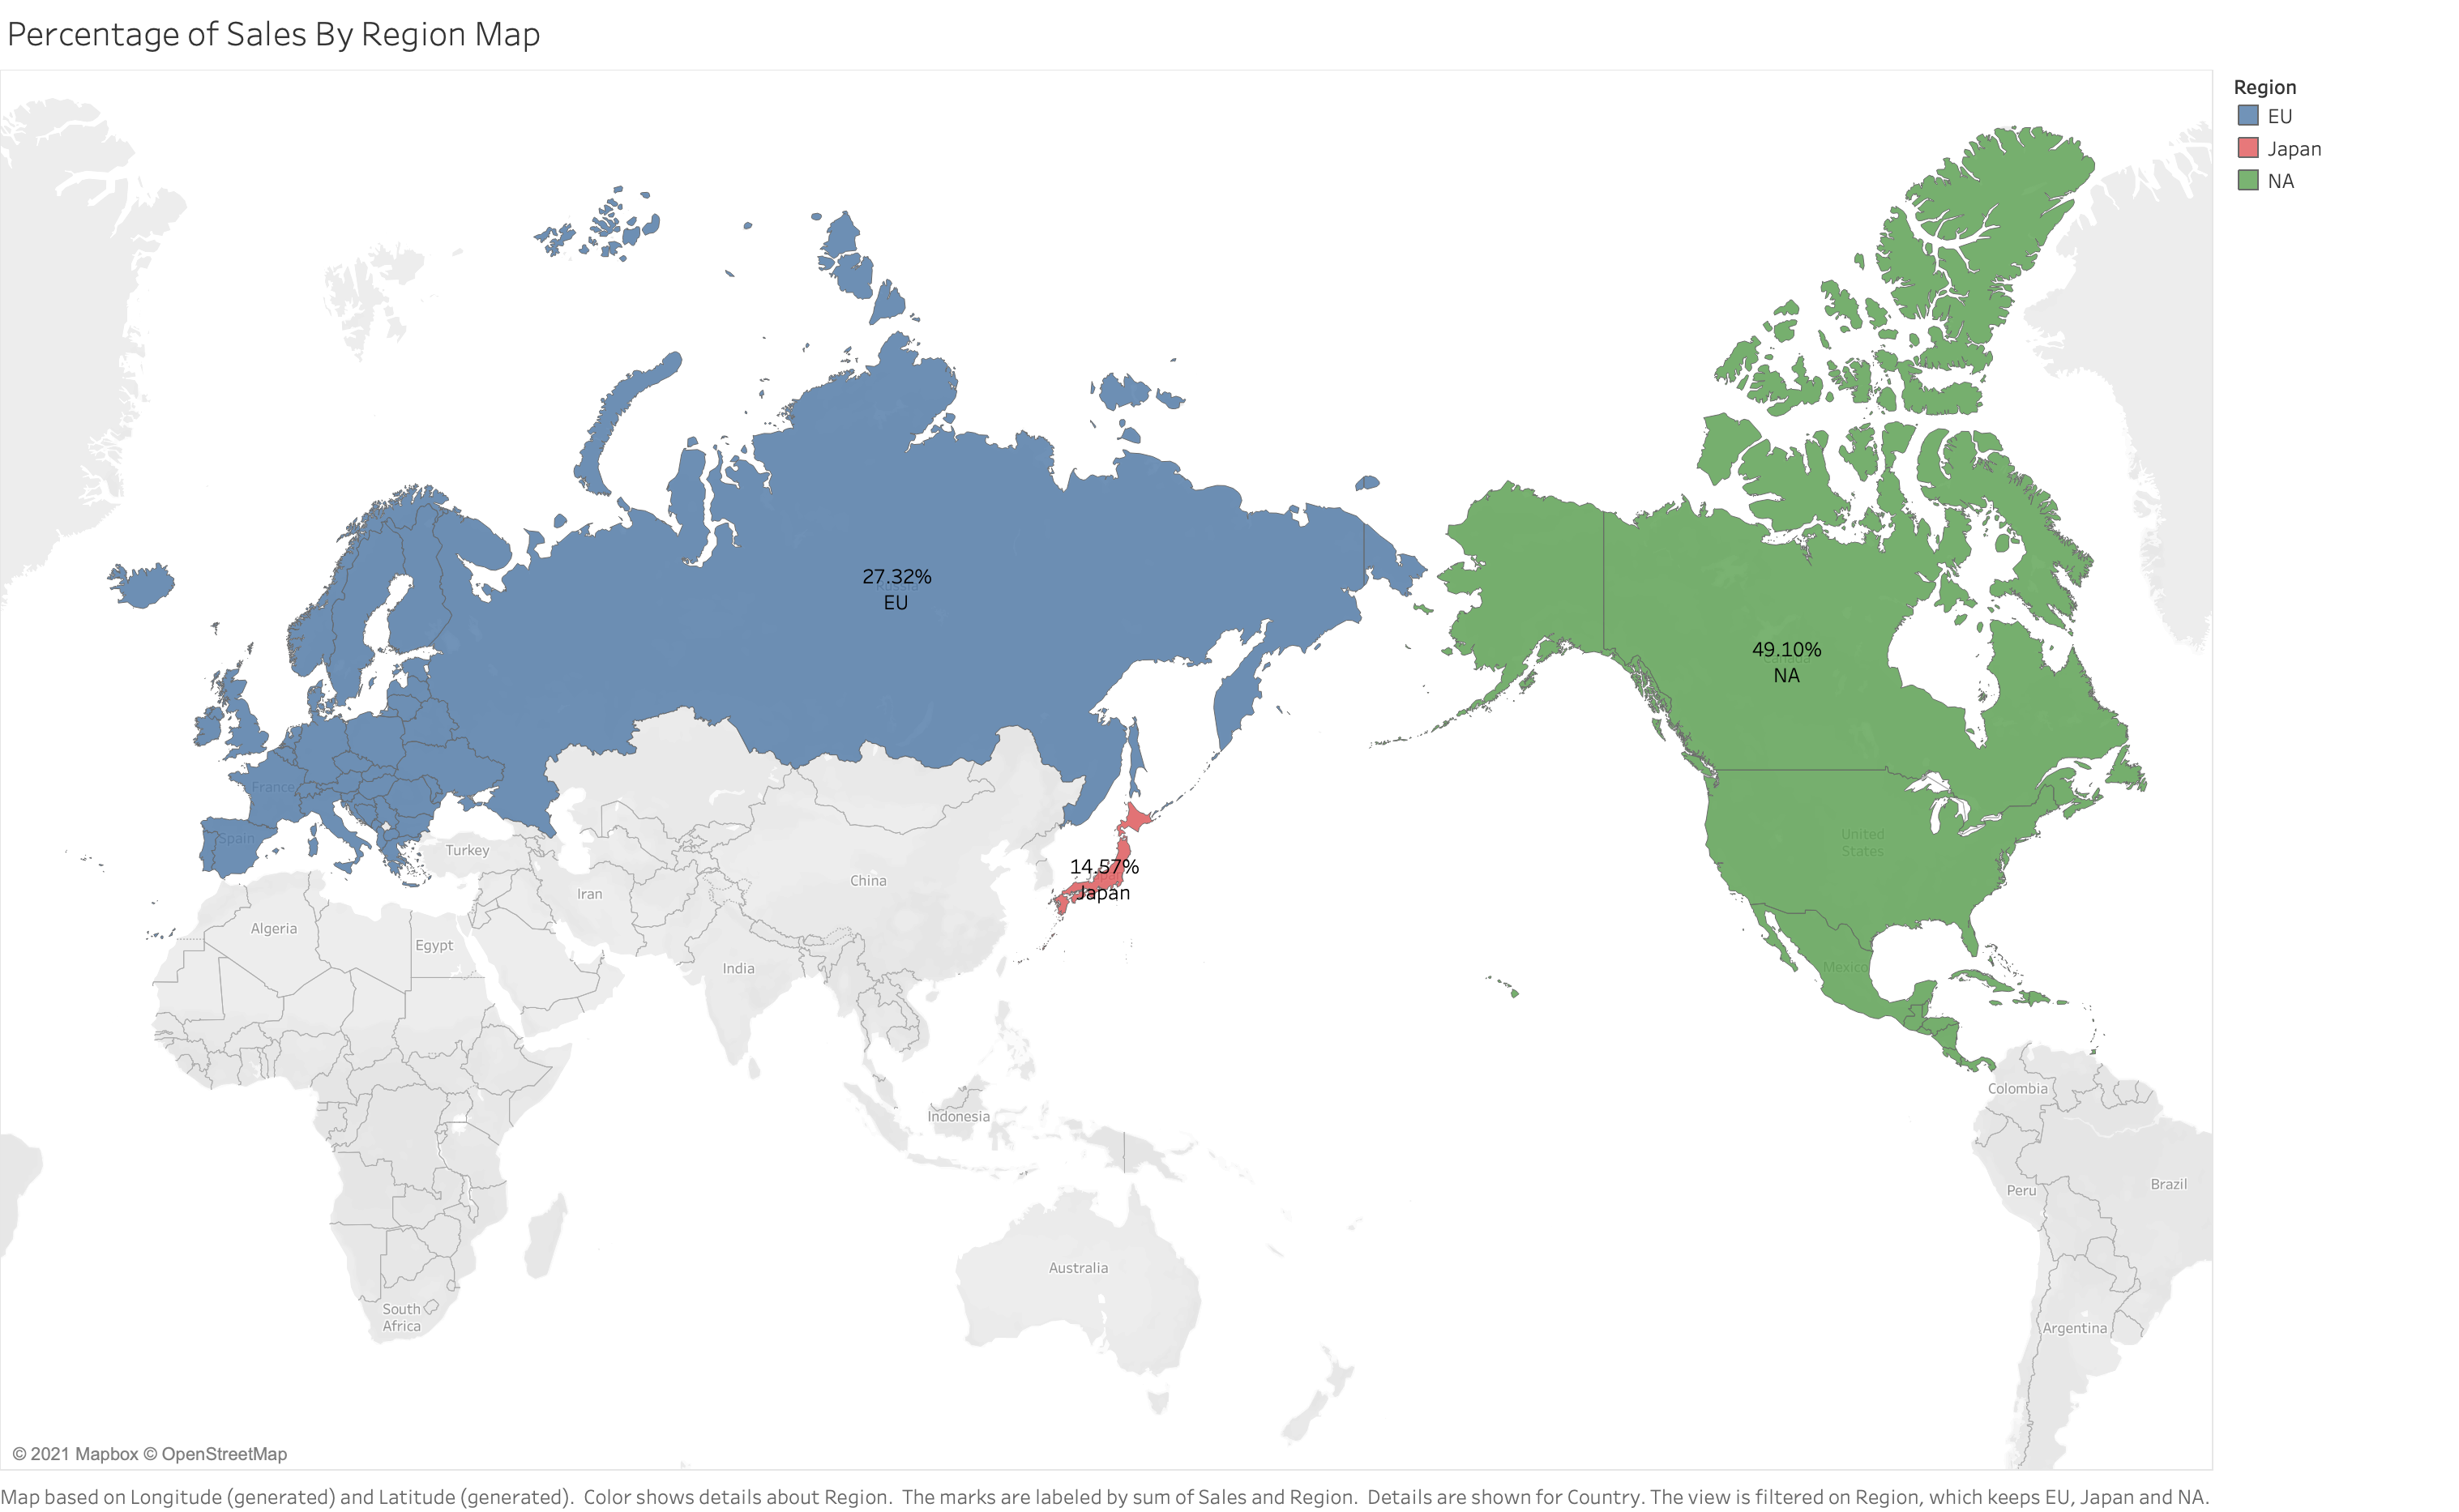 Percentage of Sales By Region Map
Region
EU
Japan
NA
27.32%
EU
49.10%
NA
France
Spain
United
States
Turkey
14.57%
Japan
China
Iran
Algeria
Egypt
India
Mexico
Colombia
Indonesia
Peru
Brazil
Australia
South
Africa
Argentina
© 2021 Mapbox © OpenStreetMap
Map based on Longitude (generated) and Latitude (generated).  Color shows details about Region.  The marks are labeled by sum of Sales and Region.  Details are shown for Country. The view is filtered on Region, which keeps EU, Japan and NA.